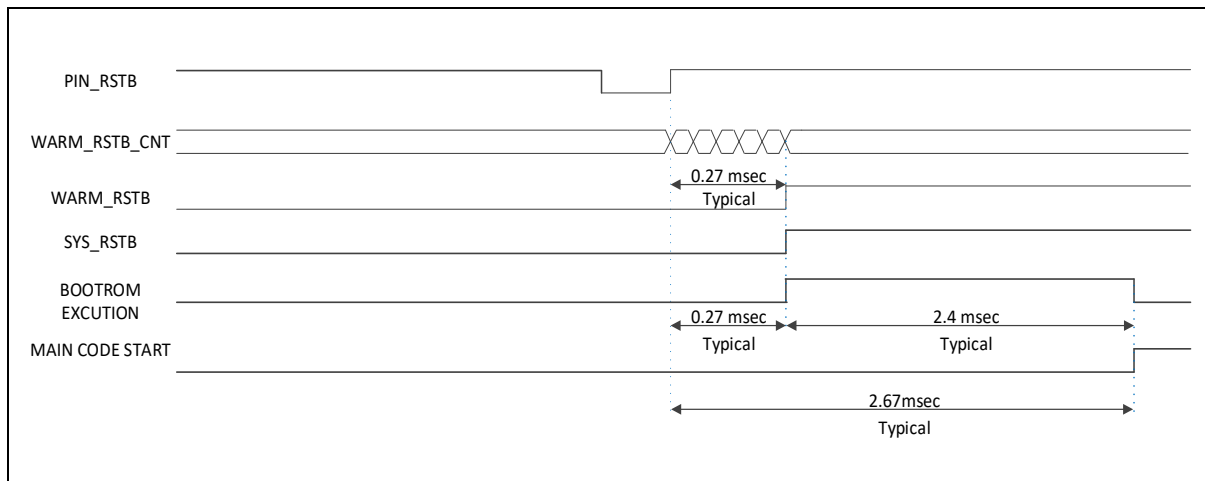 PIN_RSTB
WARM_RSTB_CNT
0.27 msec
Typical
WARM_RSTB
SYS_RSTB
BOOTROM
EXCUTION
0.27 msec
Typical
2.4 msec
Typical
MAIN CODE START
2.67msec
Typical